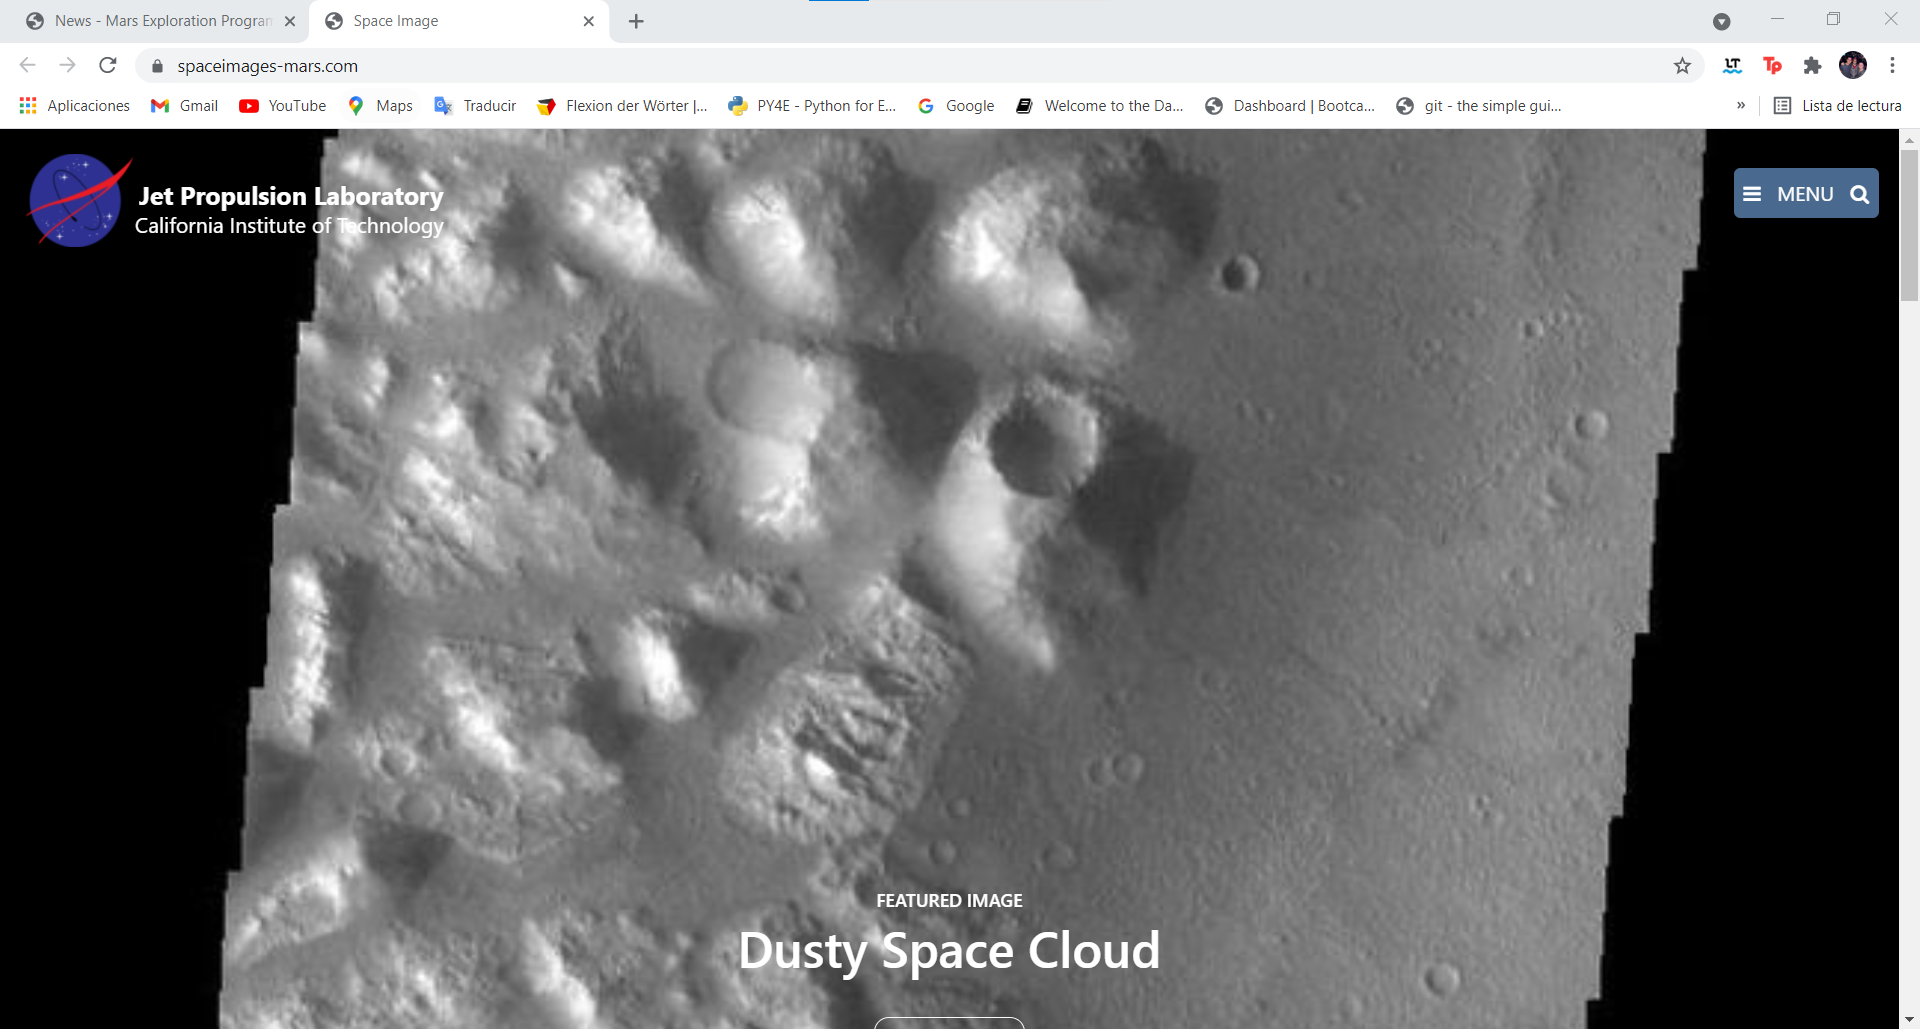 News - Mars Exploration Program
Space Image
spaceimages-mars.com
Aplicaciones
Gmail
YouTube
Maps
Traducir
Flexion der Wörter |...
PY4E - Python for E...
Google
Welcome to the Da...
Dashboard | Bootca...
git - the simple gui...
»
Lista de lectura
Jet Propulsion Laboratory
California Institute of Technology
MENU
FEATURED IMAGE
Dusty Space Cloud